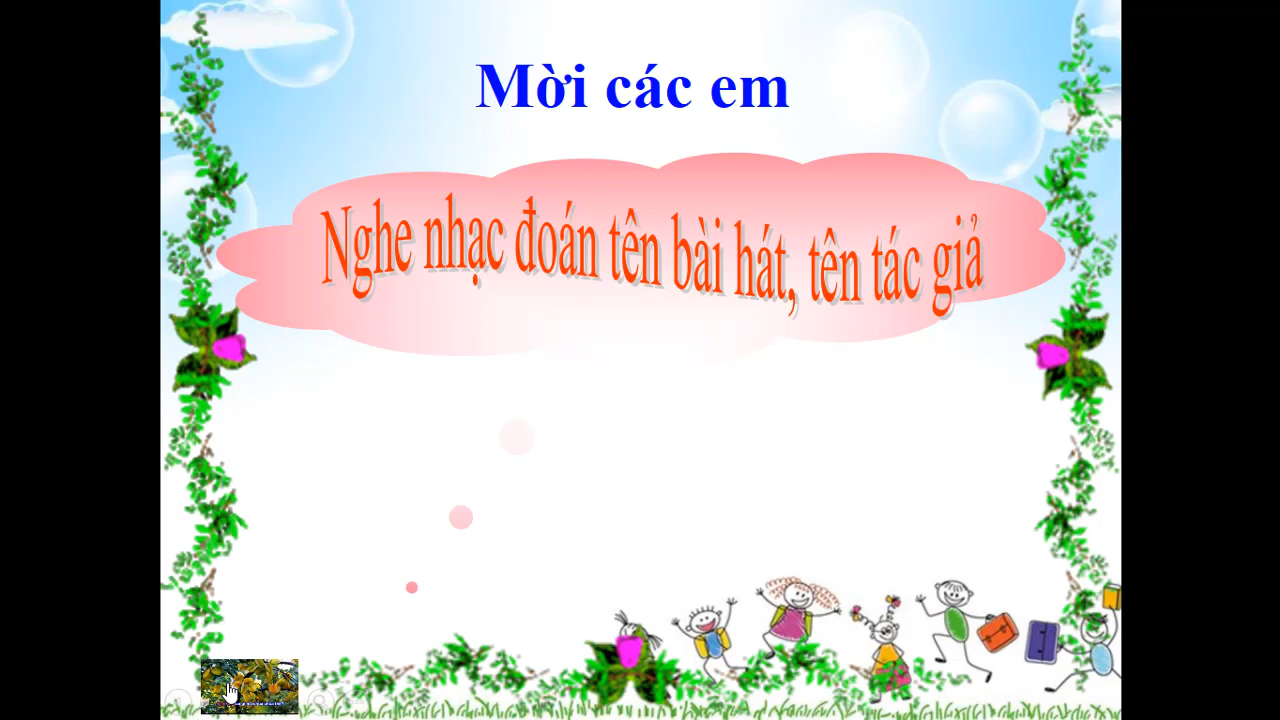 Mời các em
Nghe nhạc đoán tên bài hát, tên tác giả